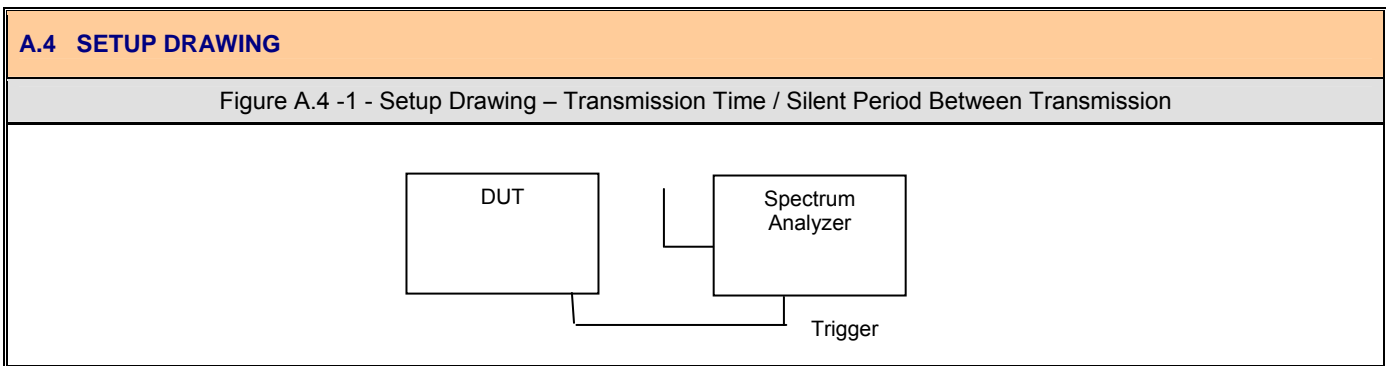 A.4 SETUP DRAWING
Figure A.4 -1 - Setup Drawing – Transmission Time / Silent Period Between Transmission
DUT
Spectrum
Analyzer
Trigger